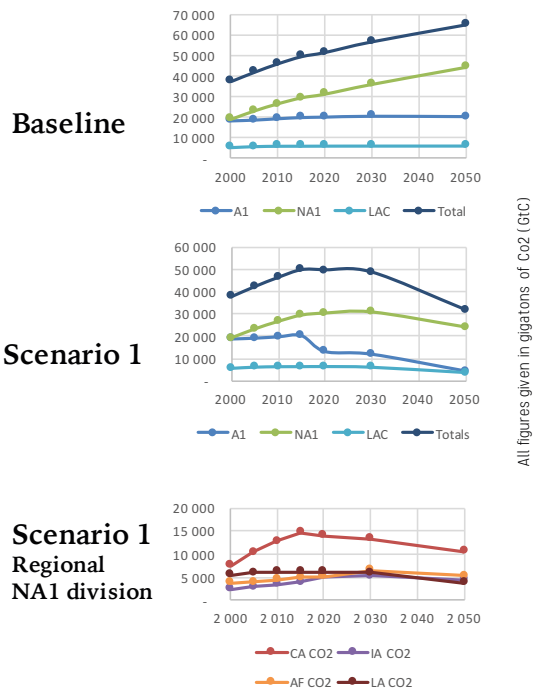 Baseline
70 000
60 000
50 000
40 000
30 000
20 000
10 000
-
2000 2010 2020 2030 2040 2050
A1 NA1 LAC Total
Scenario 1
60 000
50 000
40 000
30 000
20 000
10 000
-
2000 2010 2020 2030 2040 2050
A1 NA1 LAC Totals
Scenario 1
Regional
NA1 division
20 000
15 000
10 000
5 000
-
2 000 2 010 2 020 2 030 2 040 2 050
CA CO2 IA CO2
AF CO2 LA CO2
All figures given in gigatons of Co2 (GtC)